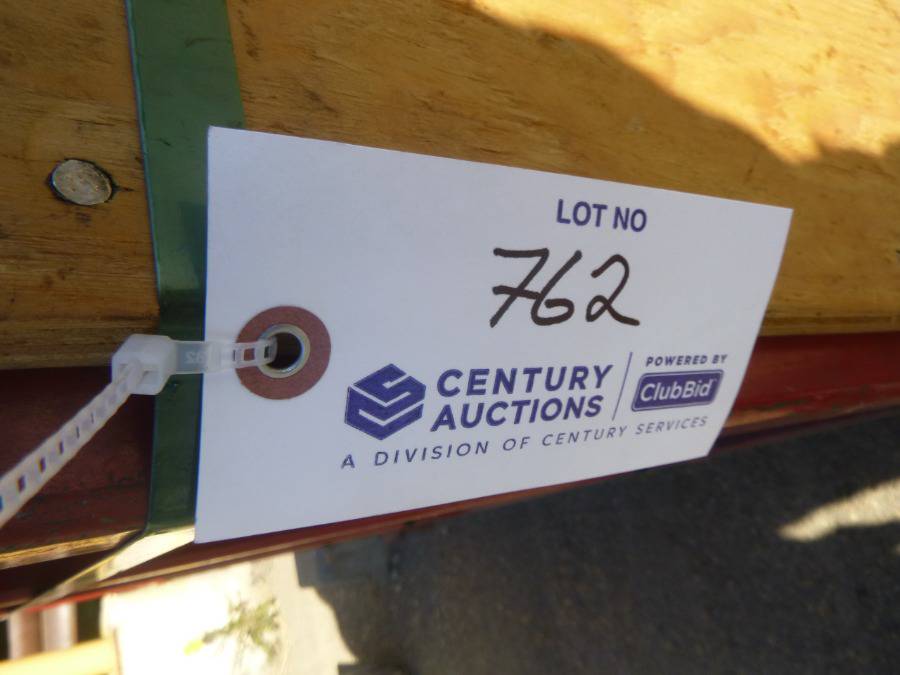 LOT NO
762
CENTURY
AUCTIONS
POWERED BY
ClubBid
A DIVISION OF CENTURY SERVICES